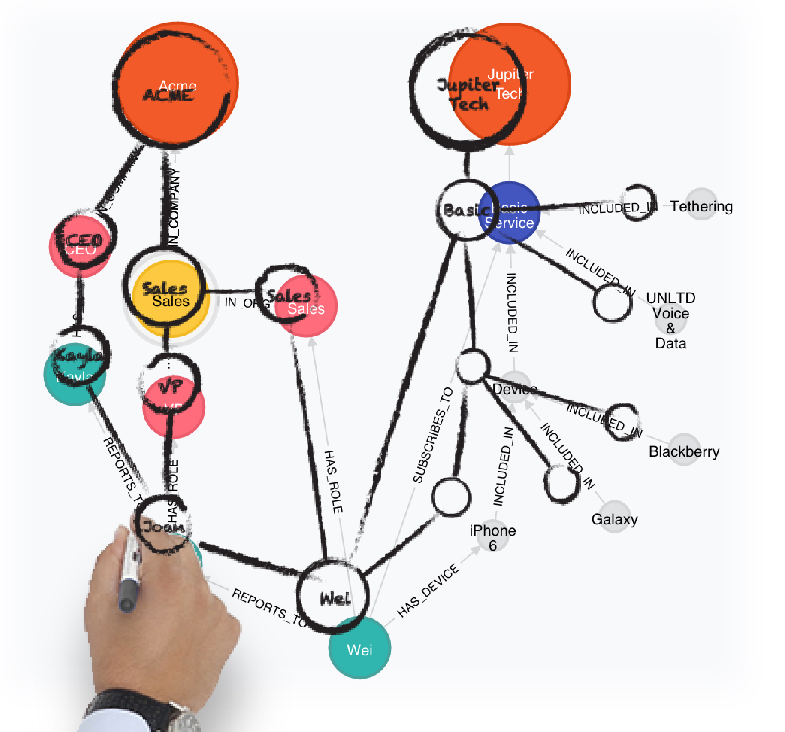 Acme
ACME
Jupiter
Tech
Jupiter
Tech
IN_COMPANY
CEO
CEO
Basic
Basic
Service
INCLUDED_IN
Tethering
INCLUDED_IN
UNLTD
Voice
&
Data
Sales
Sales
IN_ORG
Sales
Sales
INCLUDED_IN
Kayla
VP
VP
Device
SUBSCRIBES_TO
INCLUDED_IN
Blackberry
INCLUDED_IN
INCLUDED_IN
Galaxy
REPORTS_TO
HAS_ROLE
HAS_ROLE
Joan
iPhone
6
HAS_DEVICE
REPORTS_TO
Wei
Wei